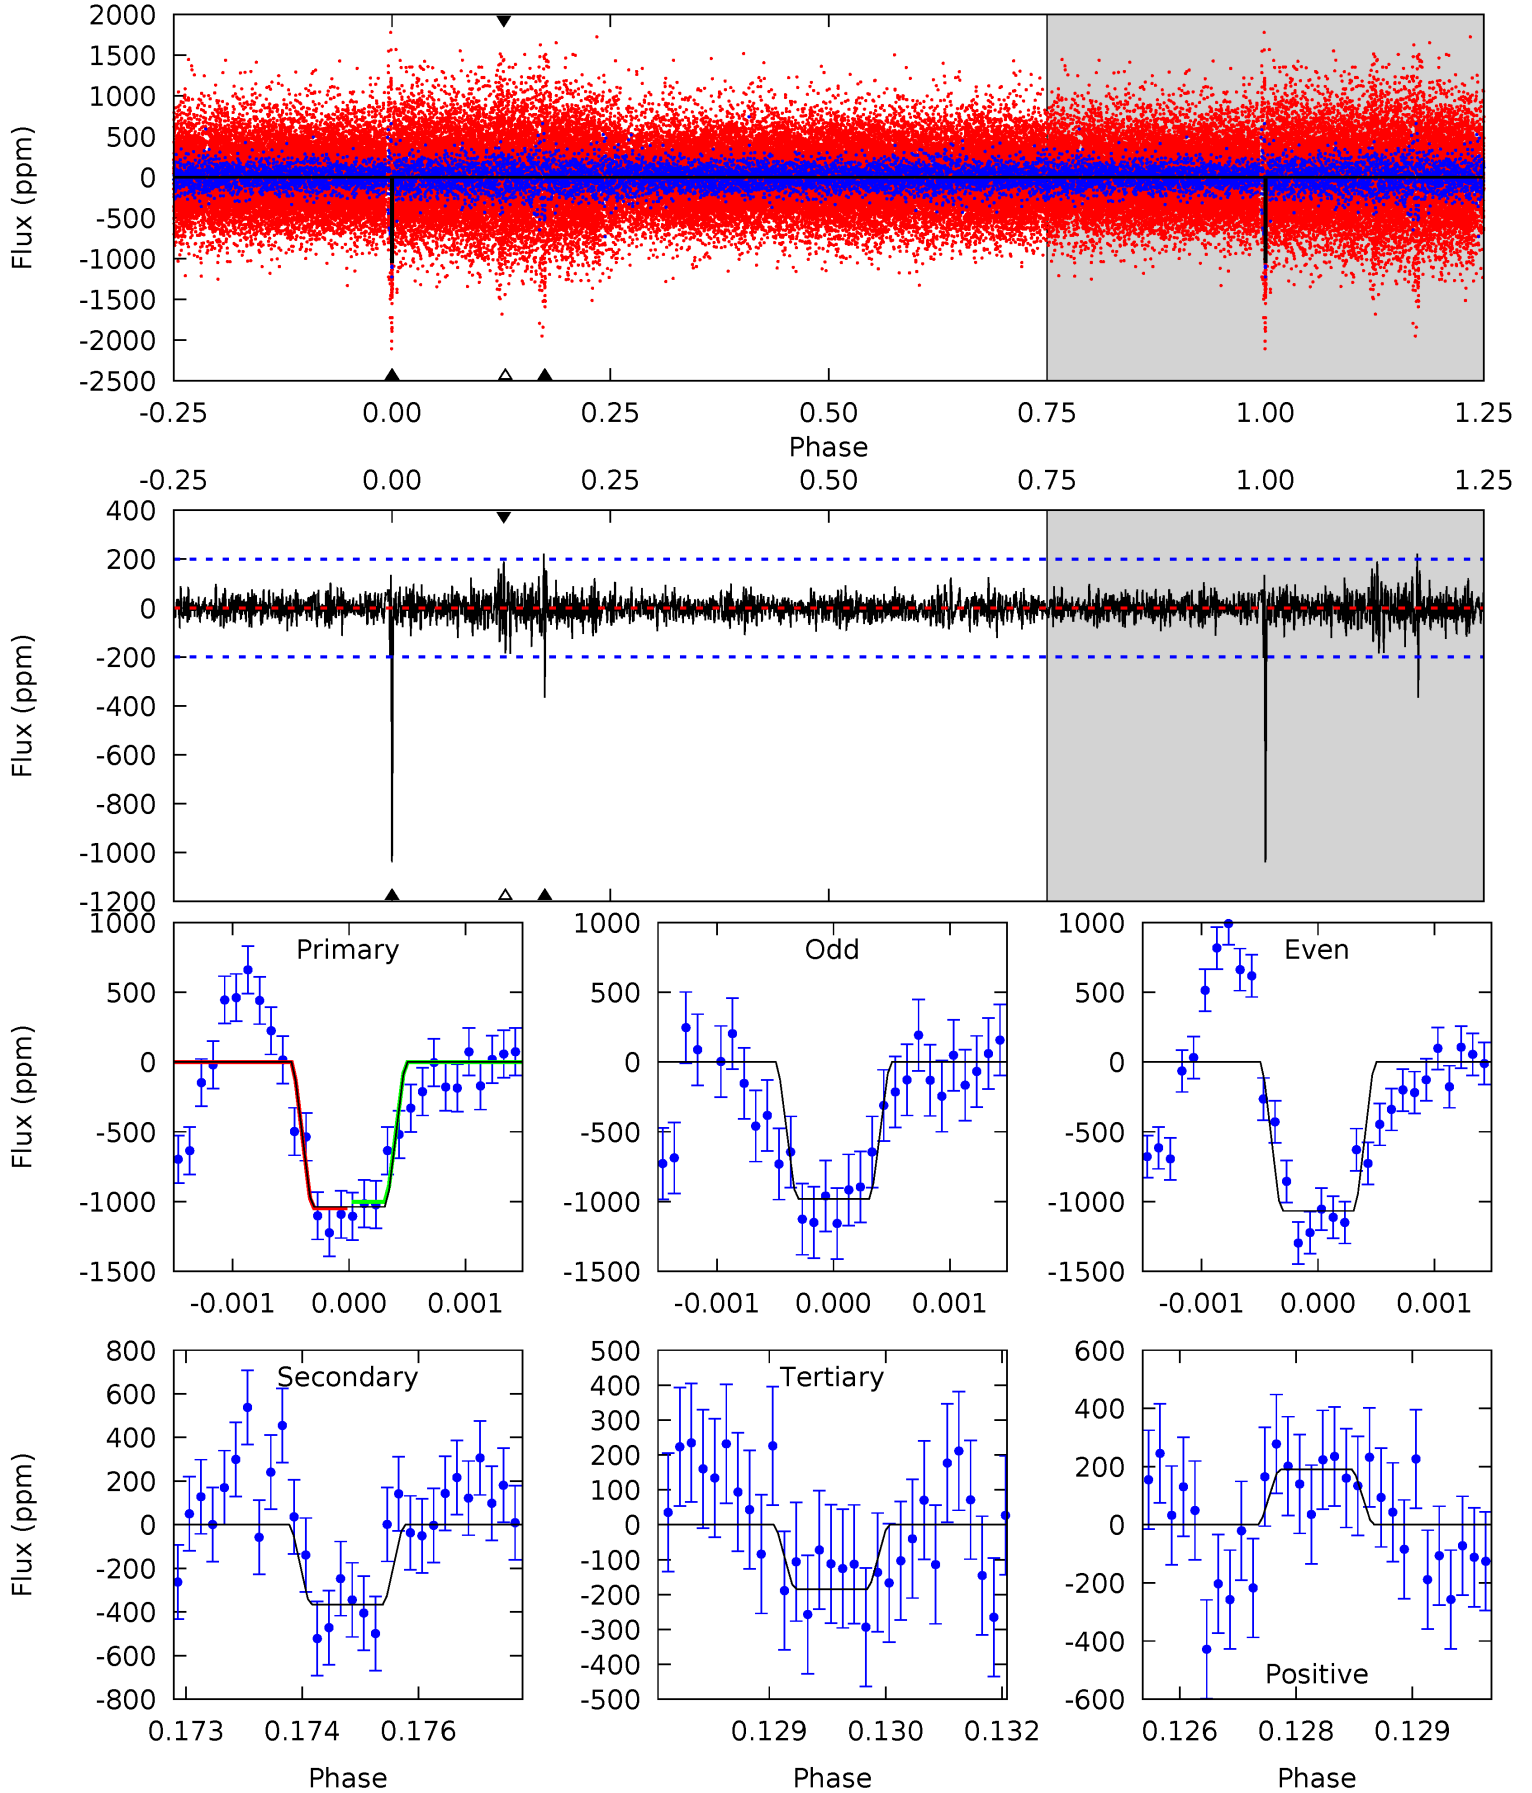 2000
1500
1000
500
0
-500
-1000
-1500
-2000
-2500
Flux (ppm)
-0.25 0.00 0.25 0.50 0.75 1.00 1.25
Phase
-0.25 0.00 0.25 0.50 0.75 1.00 1.25
400
200
0
-200
-400
-600
-800
-1000
-1200
Flux (ppm)
Primary Odd Even
1000 1000 1000
500 500 500
0 0 0
-500 -500 -500
-1000 -1000 -1000
-1500 -1500 -1500
Flux (ppm)
-0.001 0.000 0.001 -0.001 0.000 0.001 -0.001 0.000 0.001
Secondary Tertiary Positive
800
600
400
200
0
-200
-400
-600
-800
Flux (ppm)
0.173 0.174 0.176
Phase
500
400
300
200
100
0
-100
-200
-300
-400
-500
0.129 0.130 0.132
Phase
600
400
200
0
-200
-400
-600
0.126 0.128 0.129
Phase